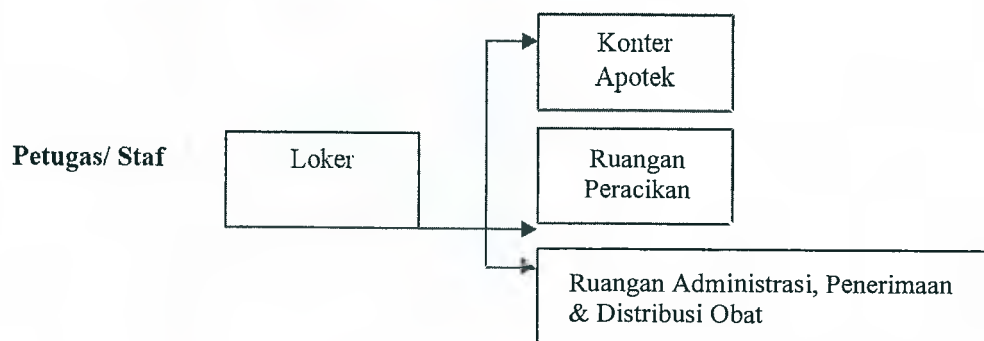 Konter
Apotek
Petugas/ Staf
Loker
Ruangan
Peracikan
Ruangan Administrasi, Penerimaan
& Distribusi Obat